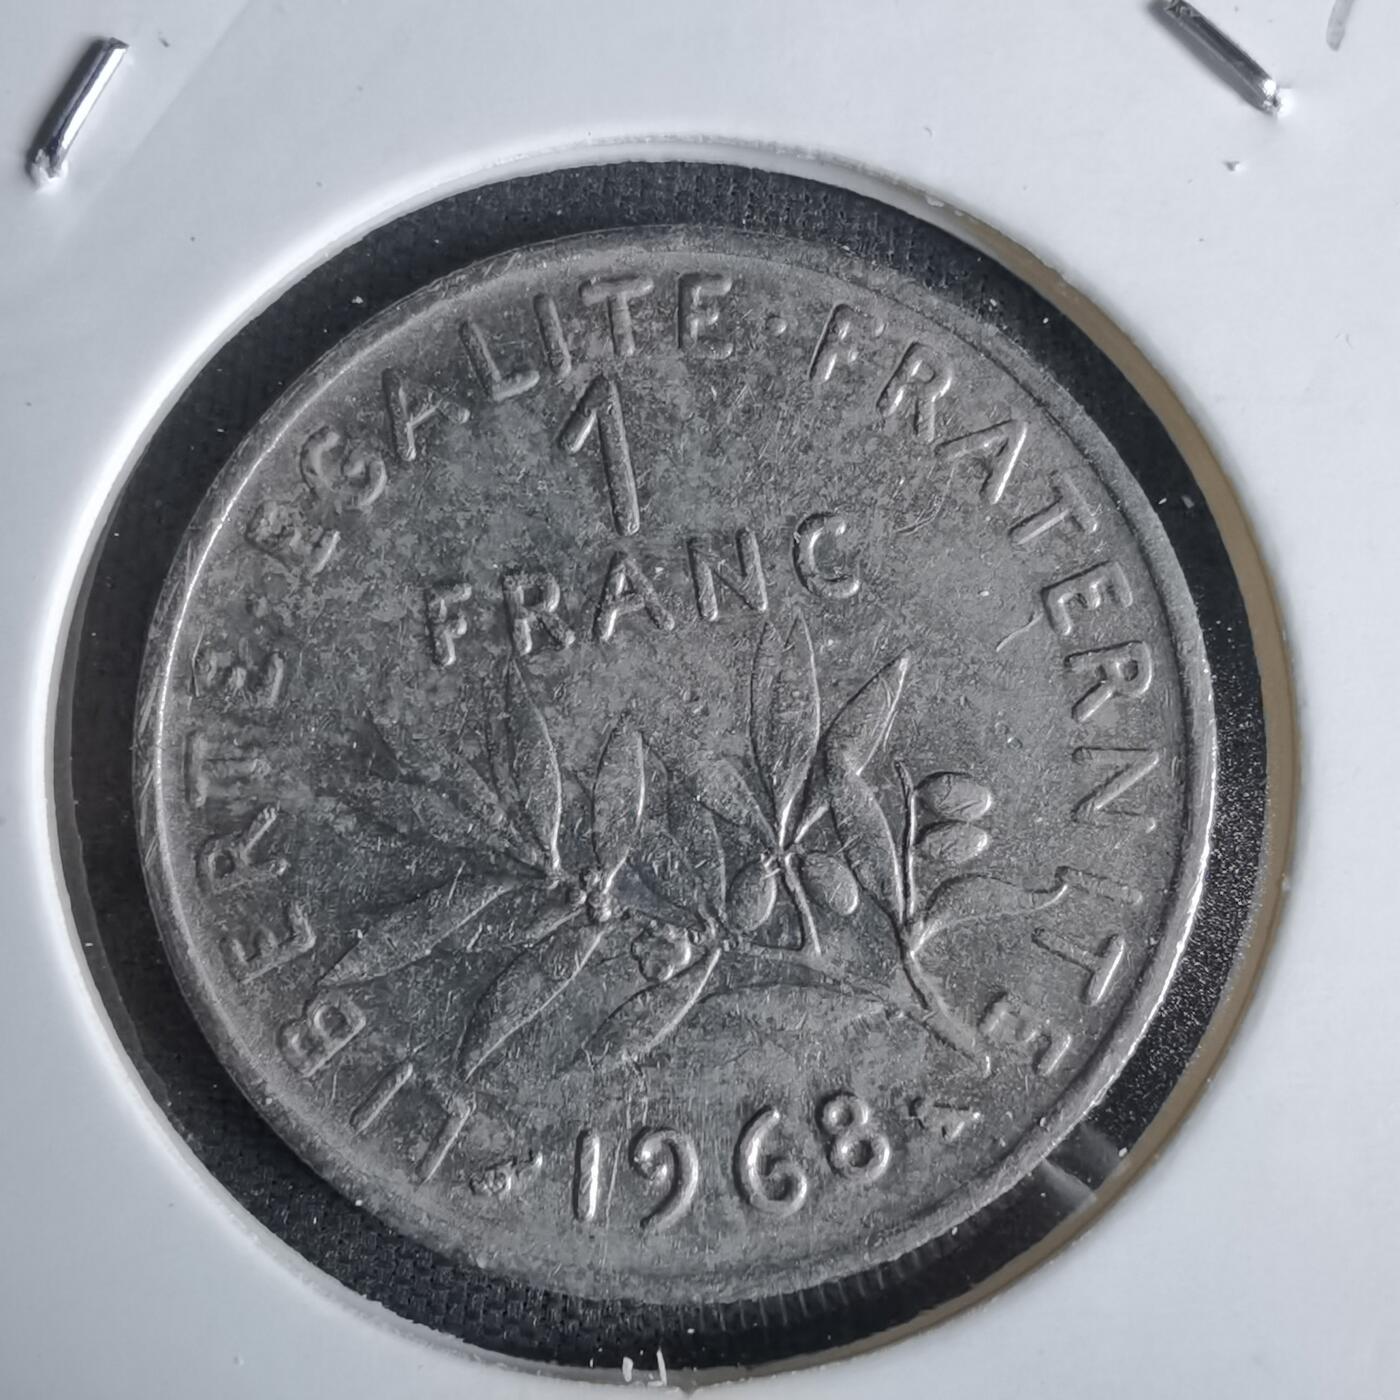 LIBERTE EGALITE · FRATERNITE
1
FRANC
1968